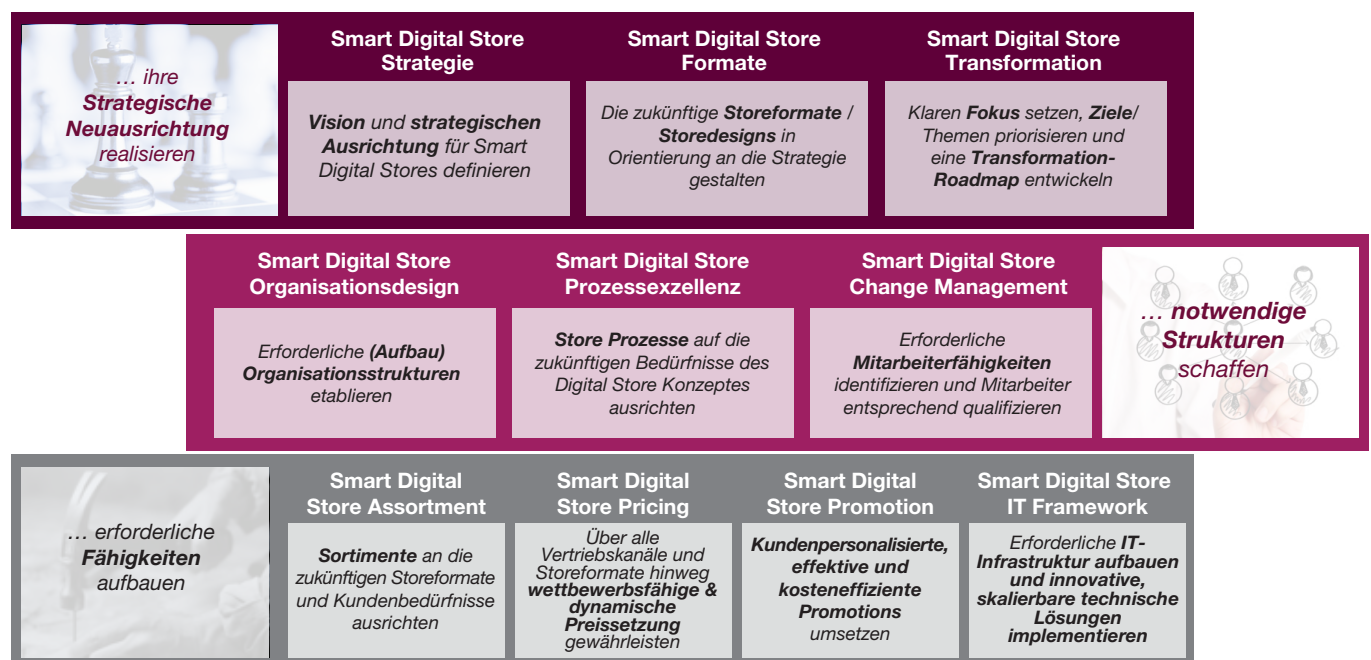 … ihre
Strategische
Neuausrichtung
realisieren
Smart Digital Store
Strategie
Vision und strategischen
Ausrichtung für Smart
Digital Stores definieren
Smart Digital Store
Formate
Die zukünftige Storeformate /
Storedesigns in
Orientierung an die Strategie
gestalten
Smart Digital Store
Transformation
Klaren Fokus setzen, Ziele/
Themen priorisieren und
eine Transformation-
Roadmap entwickeln
Smart Digital Store
Organisationsdesign
Erforderliche (Aufbau)
Organisationsstrukturen
etablieren
Smart Digital Store
Prozessexzellenz
Store Prozesse auf die
zukünftigen Bedürfnisse des
Digital Store Konzeptes
ausrichten
Smart Digital Store
Change Management
Erforderliche
Mitarbeiterfähigkeiten
identifizieren und Mitarbeiter
entsprechend qualifizieren
… notwendige
Strukturen
schaffen
… erforderliche
Fähigkeiten
aufbauen
Smart Digital
Store Assortment
Sortimente an die
zukünftigen Storeformate
und Kundenbedürfnisse
ausrichten
Smart Digital
Store Pricing
Über alle
Vertriebskanäle und
Storeformate hinweg
wettbewerbsfähige &
dynamische
Preissetzung
gewährleisten
Smart Digital
Store Promotion
Kundenpersonalisierte,
effektive und
kosteneffiziente
Promotions
umsetzen
Smart Digital Store
IT Framework
Erforderliche IT-
Infrastruktur aufbauen
und innovative,
skalierbare technische
Lösungen
implementieren